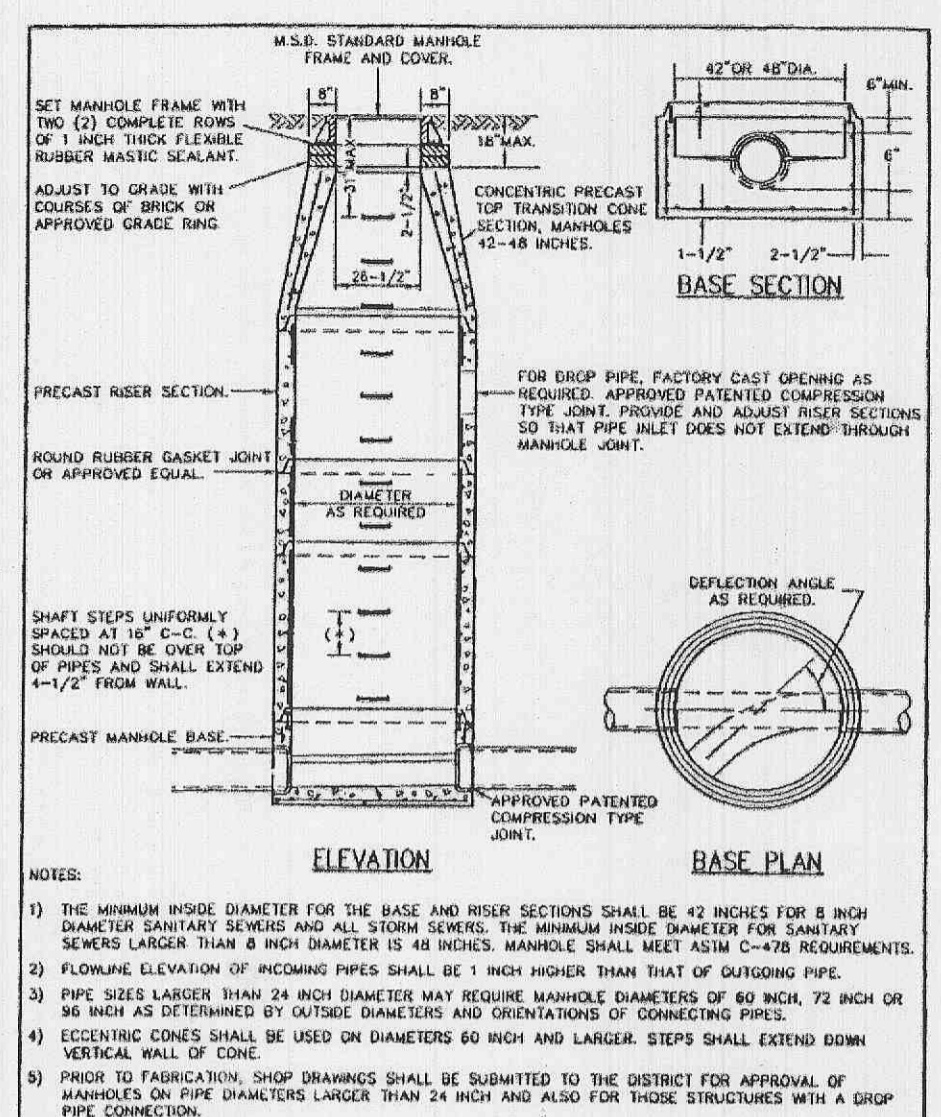 M.S.D. STANDARD MANHOLE
FRAME AND COVER.
8"
8"
SET MANHOLE FRAME WITH
TWO (2) COMPLETE ROWS
OF 1 INCH THICK FLEXIBLE
RUBBER MASTIC SEALANT.
ADJUST TO GRADE WITH
COURSES OF BRICK OR
APPROVED GRADE RING.
18" MAX.
31" MAX
2-1/2"
CONCENTRIC PRECAST
TOP TRANSITION CONE
SECTION, MANHOLES
42-48 INCHES.
26-1/2"
42" OR 48" DIA.
6" MIN.
4"
6"
1-1/2"
2-1/2"
BASE SECTION
PRECAST RISER SECTION.
FOR DROP PIPE, FACTORY CAST OPENING AS
REQUIRED. APPROVED PATENTED COMPRESSION
TYPE JOINT. PROVIDE AND ADJUST RISER SECTIONS
SO THAT PIPE INLET DOES NOT EXTEND THROUGH
MANHOLE JOINT.
ROUND RUBBER GASKET JOINT
OR APPROVED EQUAL.
DIAMETER
AS REQUIRED
SHAFT STEPS UNIFORMLY
SPACED AT 16" C-C. (*)
SHOULD NOT BE OVER TOP
OF PIPES AND SHALL EXTEND
4-1/2" FROM WALL.
(*)
DEFLECTION ANGLE
AS REQUIRED.
PRECAST MANHOLE BASE.
APPROVED PATENTED
COMPRESSION TYPE
JOINT.
ELEVATION
BASE PLAN
NOTES:
1) THE MINIMUM INSIDE DIAMETER FOR THE BASE AND RISER SECTIONS SHALL BE 42 INCHES FOR 8 INCH
DIAMETER SANITARY SEWERS AND ALL STORM SEWERS. THE MINIMUM INSIDE DIAMETER FOR SANITARY
SEWERS LARGER THAN 8 INCH DIAMETER IS 48 INCHES. MANHOLE SHALL MEET ASTM C-478 REQUIREMENTS.
2) FLOWLINE ELEVATION OF INCOMING PIPES SHALL BE 1 INCH HIGHER THAN THAT OF OUTGOING PIPE.
3) PIPE SIZES LARGER THAN 24 INCH DIAMETER MAY REQUIRE MANHOLE DIAMETERS OF 60 INCH, 72 INCH OR
96 INCH AS DETERMINED BY OUTSIDE DIAMETERS AND ORIENTATIONS OF CONNECTING PIPES.
4) ECCENTRIC CONES SHALL BE USED ON DIAMETERS 60 INCH AND LARGER. STEPS SHALL EXTEND DOWN
VERTICAL WALL OF CONE.
5) PRIOR TO FABRICATION, SHOP DRAWINGS SHALL BE SUBMITTED TO THE DISTRICT FOR APPROVAL OF
MANHOLES ON PIPE DIAMETERS LARGER THAN 24 INCH AND ALSO FOR THOSE STRUCTURES WITH A DROP
PIPE CONNECTION.